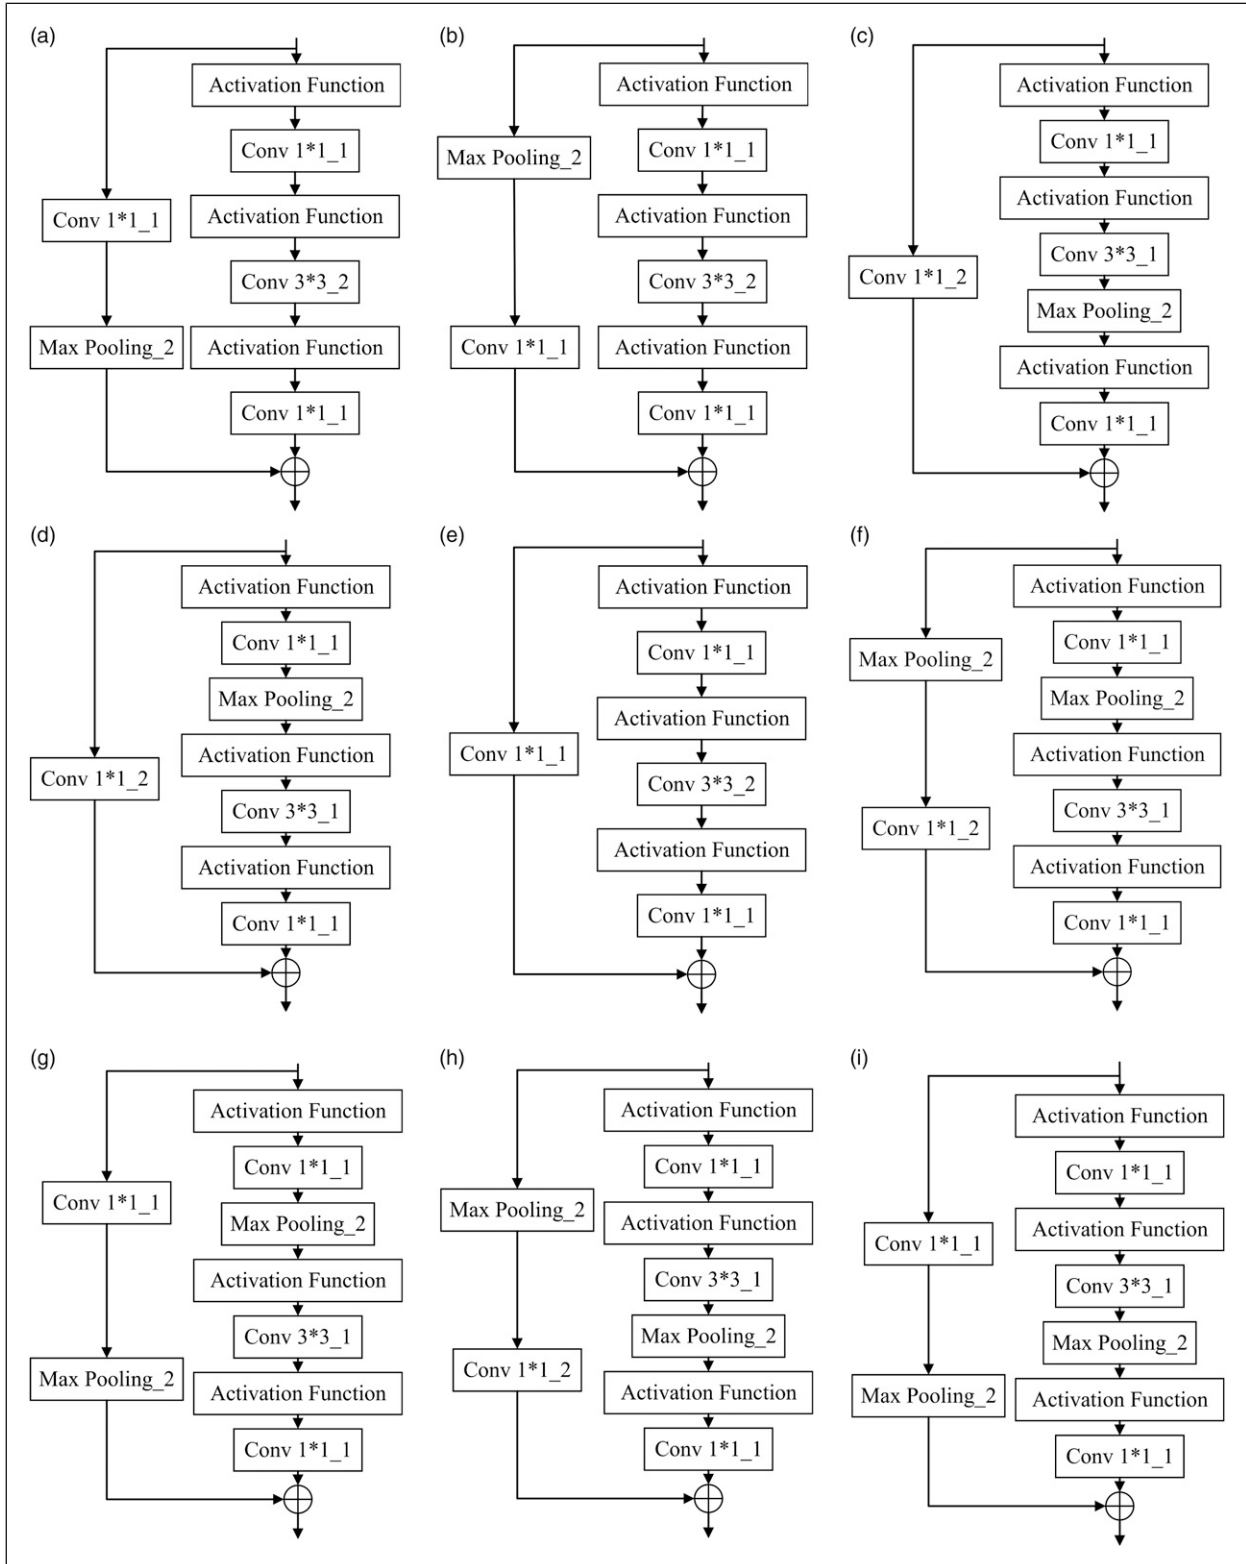 (a)
Activation Function
Conv 1*1_1
Activation Function
Conv 1*1_1
Conv 3*3_2
Max Pooling_2
Activation Function
Conv 1*1_1
(b)
Activation Function
Max Pooling_2
Conv 1*1_1
Activation Function
Conv 3*3_2
Conv 1*1_1
Activation Function
Conv 1*1_1
(c)
Activation Function
Conv 1*1_1
Activation Function
Conv 1*1_2
Conv 3*3_1
Max Pooling_2
Activation Function
Conv 1*1_1
(d)
Activation Function
Conv 1*1_1
Max Pooling_2
Activation Function
Conv 1*1_2
Conv 3*3_1
Activation Function
Conv 1*1_1
(e)
Activation Function
Conv 1*1_1
Activation Function
Conv 1*1_1
Conv 3*3_2
Activation Function
Conv 1*1_1
(f)
Activation Function
Conv 1*1_1
Max Pooling_2
Max Pooling_2
Activation Function
Conv 3*3_1
Conv 1*1_2
Activation Function
Conv 1*1_1
(g)
Activation Function
Conv 1*1_1
Conv 1*1_1
Max Pooling_2
Activation Function
Conv 3*3_1
Max Pooling_2
Activation Function
Conv 1*1_1
(h)
Activation Function
Conv 1*1_1
Max Pooling_2
Activation Function
Conv 3*3_1
Max Pooling_2
Conv 1*1_2
Activation Function
Conv 1*1_1
(i)
Activation Function
Conv 1*1_1
Activation Function
Conv 1*1_1
Conv 3*3_1
Max Pooling_2
Max Pooling_2
Activation Function
Conv 1*1_1